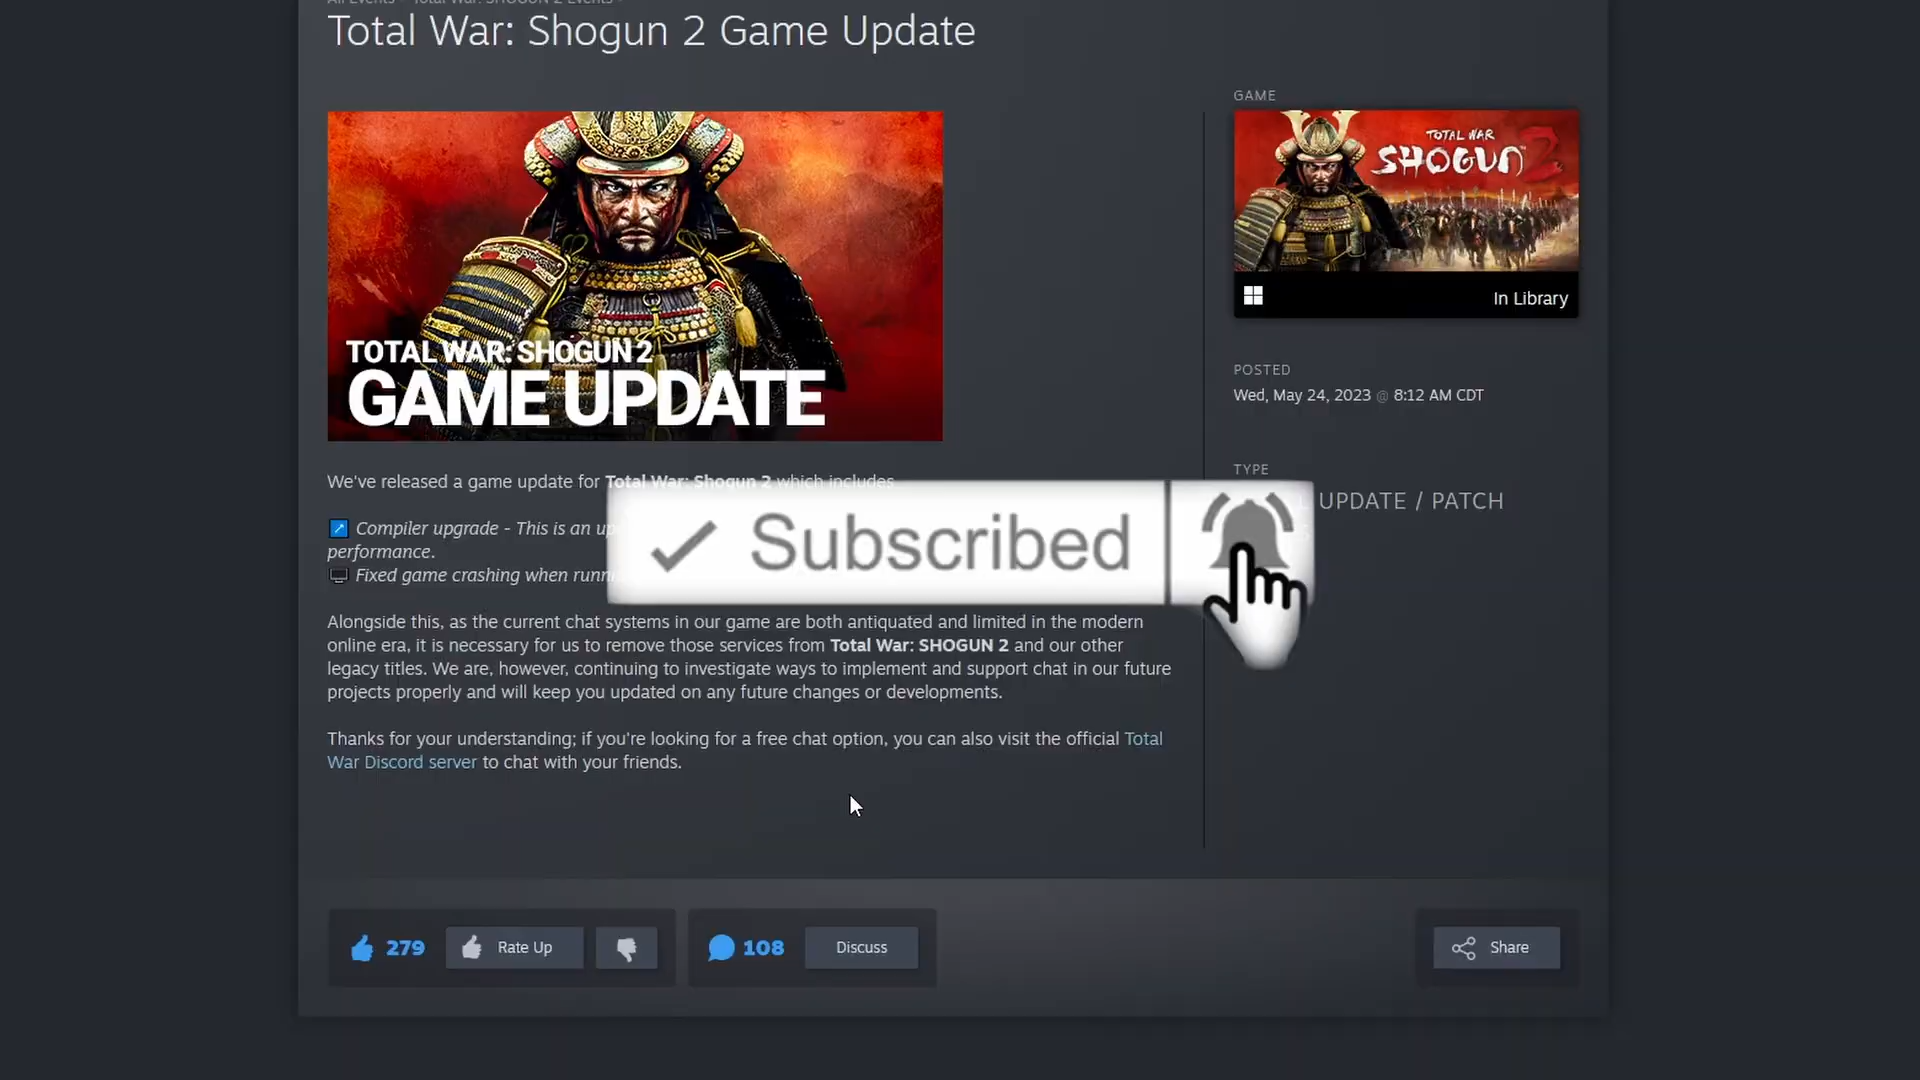 Total War: Shogun 2 Game Update
GAME
TOTAL WAR
SHOGUN 2
In Library
TOTAL WAR: SHOGUN 2
GAME UPDATE
POSTED
Wed, May 24, 2023 @ 8:12 AM CDT
We've released a game update for Total War: Shogun 2 which includes
TYPE
UPDATE / PATCH
Compiler upgrade - This is an
performance.
Fixed game crashing when
Subscribed
Alongside this, as the current chat systems in our game are both antiquated and limited in the modern
online era, it is necessary for us to remove those services from Total War: SHOGUN 2 and our other
legacy titles. We are, however, continuing to investigate ways to implement and support chat in our future
projects properly and will keep you updated on any future changes or developments.
Thanks for your understanding; if you're looking for a free chat option, you can also visit the official Total
War Discord server to chat with your friends.
279
Rate Up
108
Discuss
Share